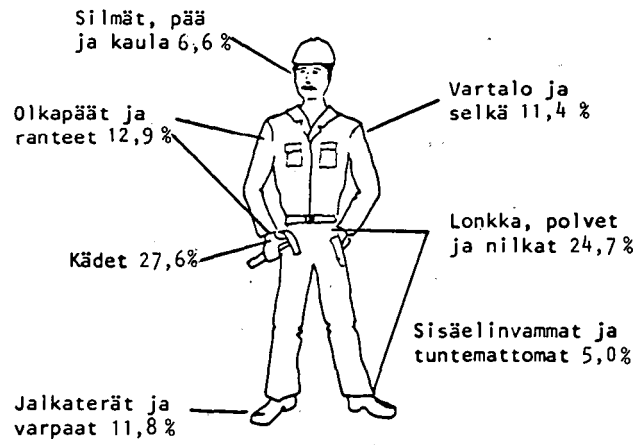 Silmät, pää
ja kaula 6,6 %
Olkapäät ja
ranteet 12,9 %
Vartalo ja
selkä 11,4 %
Kädet 27,6%
Lonkka, polvet
ja nilkat 24,7%
Sisäelinvammat ja
tuntemattomat 5,0%
Jalkaterät ja
varpaat 11,8%